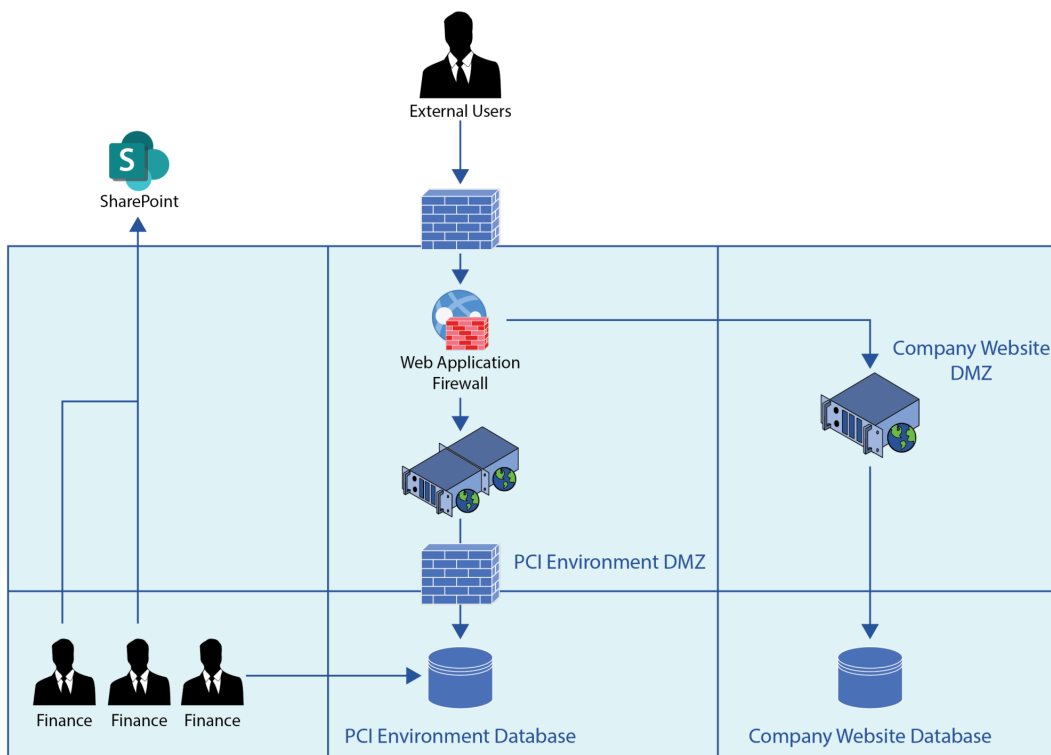 External Users
S
SharePoint
Web Application
Firewall
Company Website
DMZ
PCI Environment DMZ
Finance
Finance
Finance
PCI Environment Database
Company Website Database